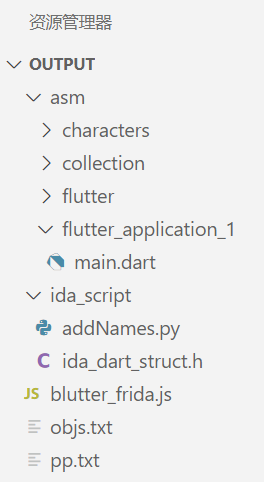 资源管理器
OUTPUT
asm
characters
collection
flutter
flutter_application_1
main.dart
ida_script
addNames.py
C ida_dart_struct.h
JS blutter_frida.js
objs.txt
pp.txt